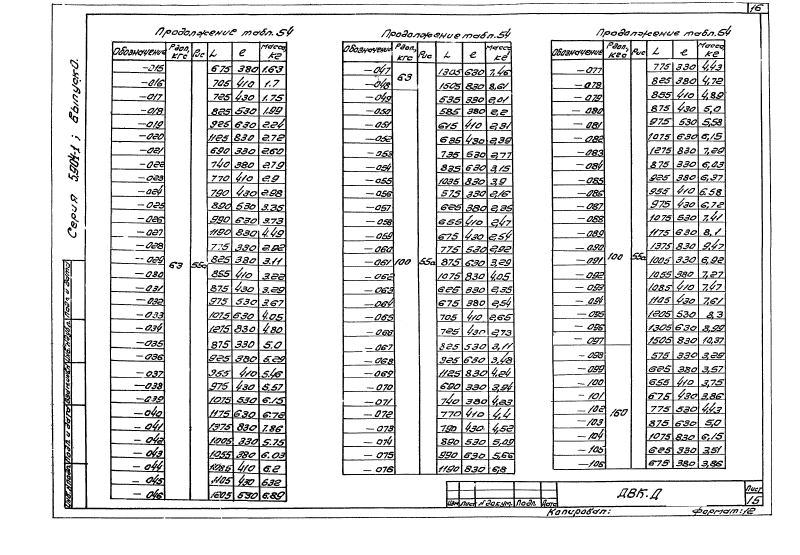 16
Серия 5.904-1; Выпуск 0.
Продолжение табл. 54
Обозначение Рдоп, кгс Рис L ℓ Масса кг
-015 675 380 1.63
-016 705 410 1.7
-017 725 430 1.75
-018 825 530 1.99
-019 925 630 2.24
-020 1125 830 2.72
-021 690 330 2.60
-022 740 380 2.79
-023 770 410 2.9
-024 790 430 2.98
-025 890 530 3.35
-026 990 630 3.73
-027 1190 830 4.49
-028 775 330 2.92
-029 63 55а 825 380 3.11
-030 855 410 3.22
-031 875 430 3.29
-032 975 530 3.67
-033 1075 630 4.05
-034 1275 830 4.80
-035 875 330 5.0
-036 925 380 5.29
-037 955 410 5.46
-038 975 430 5.57
-039 1075 530 6.15
-040 1175 630 6.72
-041 1375 830 7.86
-042 1005 330 5.75
-043 1055 380 6.03
-044 1085 410 6.2
-045 1105 430 6.32
-046 1205 530 6.89
Продолжение табл. 54
Обозначение Рдоп, кгс Рис L ℓ Масса кг
-047 63 1305 630 7.46
-048 1505 830 8.61
-049 535 330 2.01
-050 585 380 2.2
-051 615 410 2.31
-052 635 430 2.39
-053 735 530 2.77
-054 835 630 3.15
-055 1035 830 3.9
-056 575 330 2.16
-057 625 380 2.35
-058 655 410 2.47
-059 675 430 2.54
-060 775 530 2.92
-061 100 55а 875 630 3.29
-062 1075 830 4.05
-063 625 330 2.35
-064 675 380 2.54
-065 705 410 2.65
-066 725 430 2.73
-067 825 530 3.11
-068 925 630 3.48
-069 1125 830 4.24
-070 690 330 3.94
-071 740 380 4.23
-072 770 410 4.4
-073 790 430 4.52
-074 890 530 5.09
-075 990 630 5.66
-076 1190 830 6.8
Продолжение табл. 54
Обозначение Рдоп, кгс Рис L ℓ Масса кг
-077 775 330 4.43
-078 825 380 4.72
-079 855 410 4.89
-080 875 430 5.0
-081 975 530 5.58
-082 1075 630 6.15
-083 1275 830 7.29
-084 875 330 6.03
-085 925 380 6.37
-086 955 410 6.58
-087 975 430 6.72
-088 1075 530 7.41
-089 1175 630 8.1
-090 1375 830 9.47
-091 100 55а 1005 330 6.92
-092 1055 380 7.27
-093 1085 410 7.47
-094 1105 430 7.61
-095 1205 530 8.3
-096 1305 630 8.99
-097 1505 830 10.37
-098 575 330 3.29
-099 625 380 3.57
-100 655 410 3.75
-101 675 430 3.86
-102 160 775 530 4.43
-103 875 630 5.0
-104 1075 830 6.15
-105 625 330 3.51
-106 675 380 3.86
Изм. Лист № докум. Подп. Дата
ДВК.Д
Лист
15
Копировал: Формат: 12